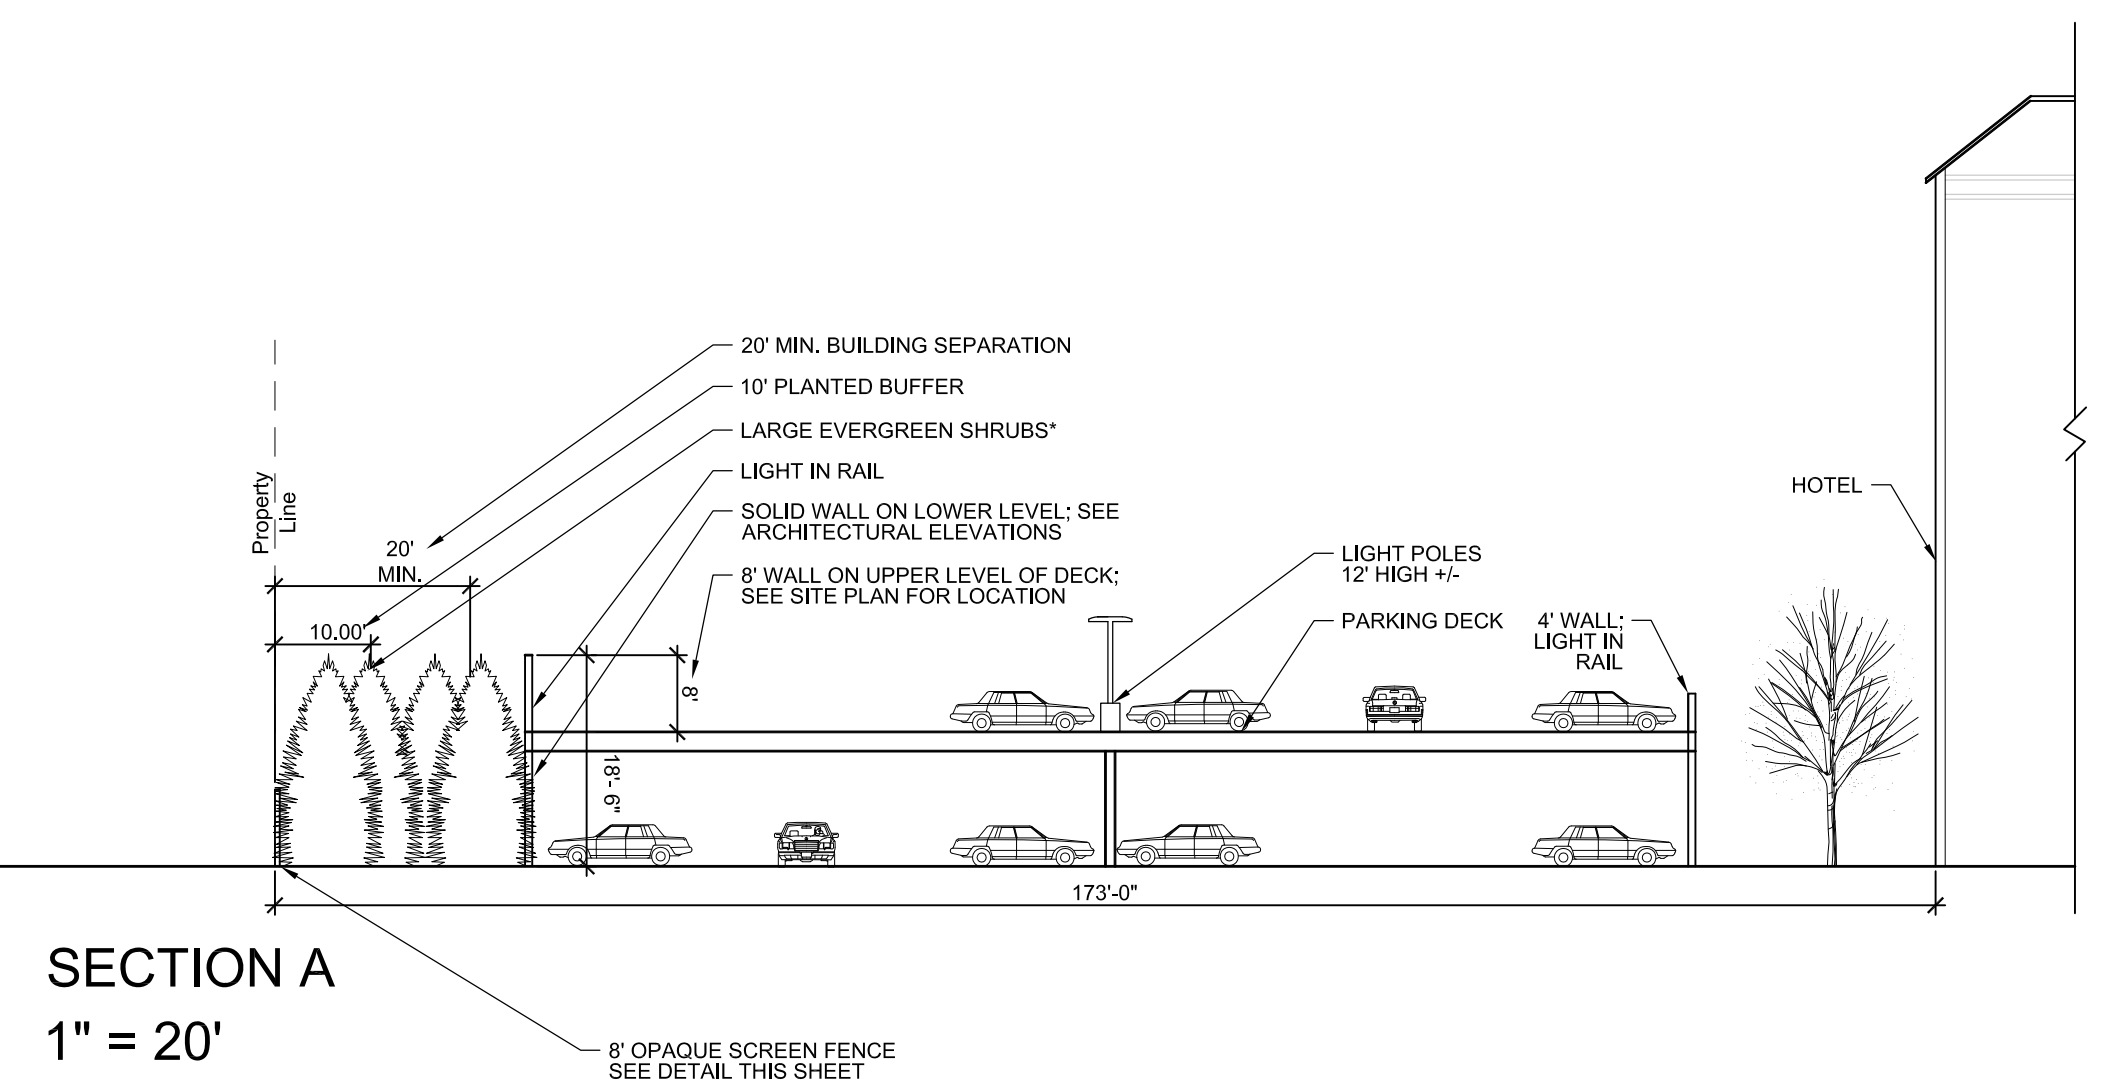 20' MIN. BUILDING SEPARATION
10' PLANTED BUFFER
LARGE EVERGREEN SHRUBS*
LIGHT IN RAIL
SOLID WALL ON LOWER LEVEL; SEE
ARCHITECTURAL ELEVATIONS
8' WALL ON UPPER LEVEL OF DECK;
SEE SITE PLAN FOR LOCATION
Property
Line
20'
MIN.
10.00'
8'
18'- 6"
LIGHT POLES
12' HIGH +/-
PARKING DECK
4' WALL;
LIGHT IN
RAIL
HOTEL
173'-0"
SECTION A
1" = 20'
8' OPAQUE SCREEN FENCE
SEE DETAIL THIS SHEET